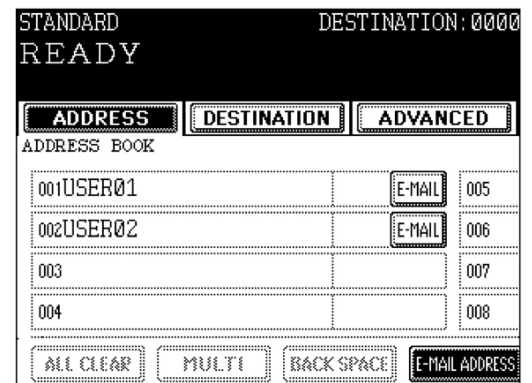 STANDARD DESTINATION:0000
READY
ADDRESS DESTINATION ADVANCED
ADDRESS BOOK
001USER01 E-MAIL 005
002USER02 E-MAIL 006
003 007
004 008
ALL CLEAR MULTI BACK SPACE E-MAIL ADDRESS